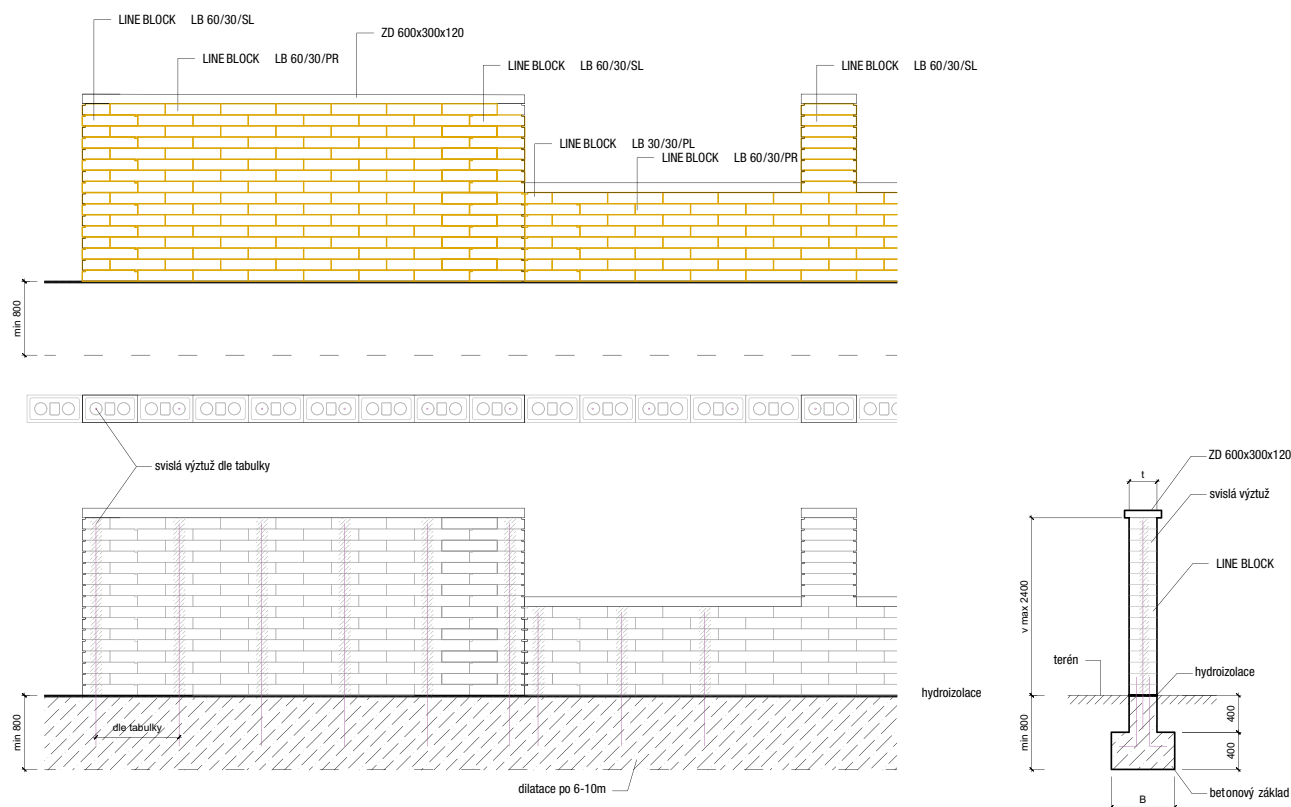 LINE BLOCK LB 60/30/SL
ZD 600x300x120
LINE BLOCK LB 60/30/PR
LINE BLOCK LB 60/30/SL
LINE BLOCK LB 60/30/SL
LINE BLOCK LB 30/30/PL
LINE BLOCK LB 60/30/PR
min 800
svislá výztuž dle tabulky
dle tabulky
min 800
dilatace po 6-10m
hydroizolace
ZD 600x300x120
t
svislá výztuž
LINE BLOCK
v max 2400
terén
hydroizolace
min 800
400
400
betonový základ
B